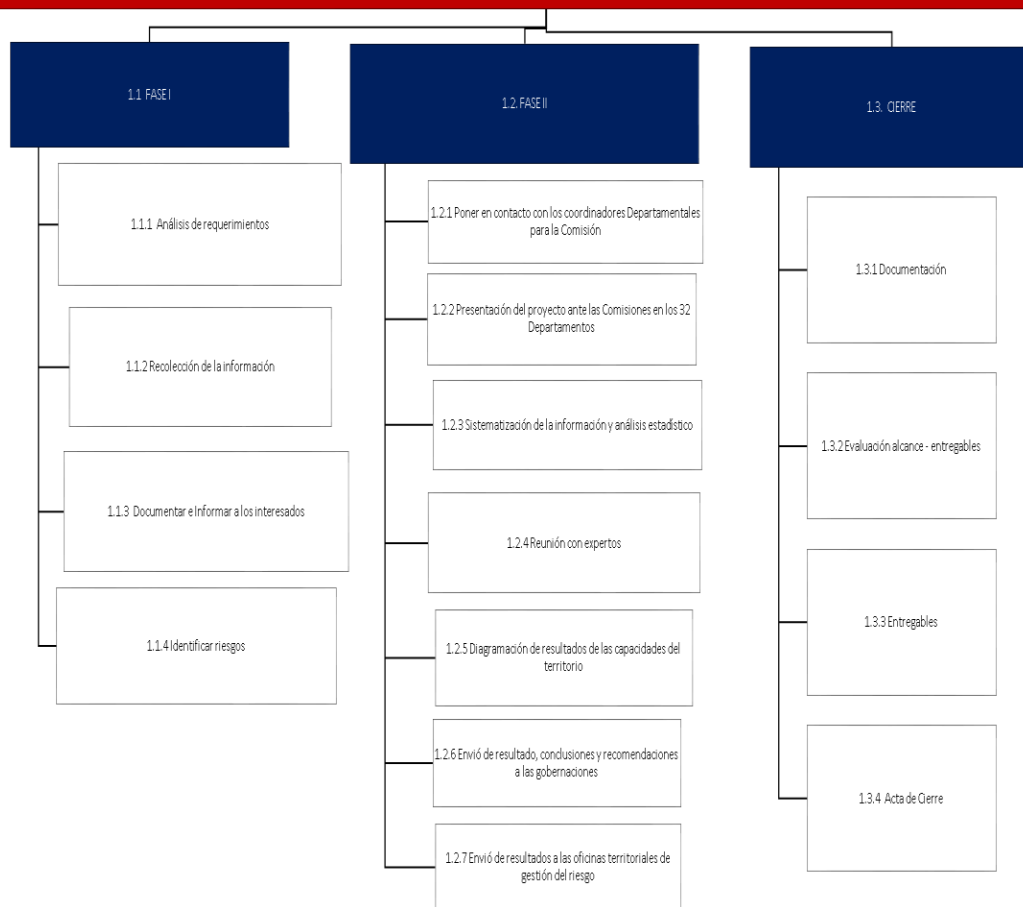 1.1 FASE I
1.1.1 Análisis de requerimientos
1.1.2 Recolección de la información
1.1.3 Documentar e Informar a los interesados
1.1.4 Identificar riesgos
1.2. FASE II
1.2.1 Poner en contacto con los coordinadores Departamentales
para la Comisión
1.2.2 Presentación del proyecto ante las Comisiones en los 32
Departamentos
1.2.3 Sistematización de la información y análisis estadístico
1.2.4 Reunión con expertos
1.2.5 Diagramación de resultados de las capacidades del
territorio
1.2.6 Envió de resultado, conclusiones y recomendaciones
a las gobernaciones
1.2.7 Envió de resultados a las oficinas territoriales de
gestión del riesgo
1.3. CIERRE
1.3.1 Documentación
1.3.2 Evaluación alcance - entregables
1.3.3 Entregables
1.3.4 Acta de Cierre